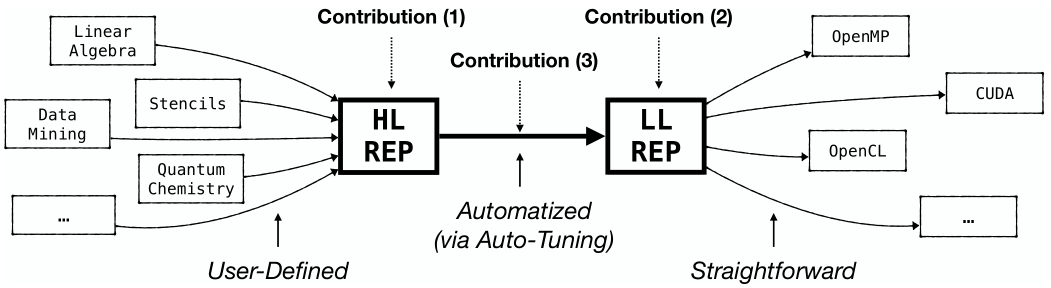 Contribution (1)
Contribution (2)
Contribution (3)
Linear
Algebra
Stencils
Data
Mining
Quantum
Chemistry
…
HL
REP
LL
REP
OpenMP
CUDA
OpenCL
…
User-Defined
Automatized
(via Auto-Tuning)
Straightforward